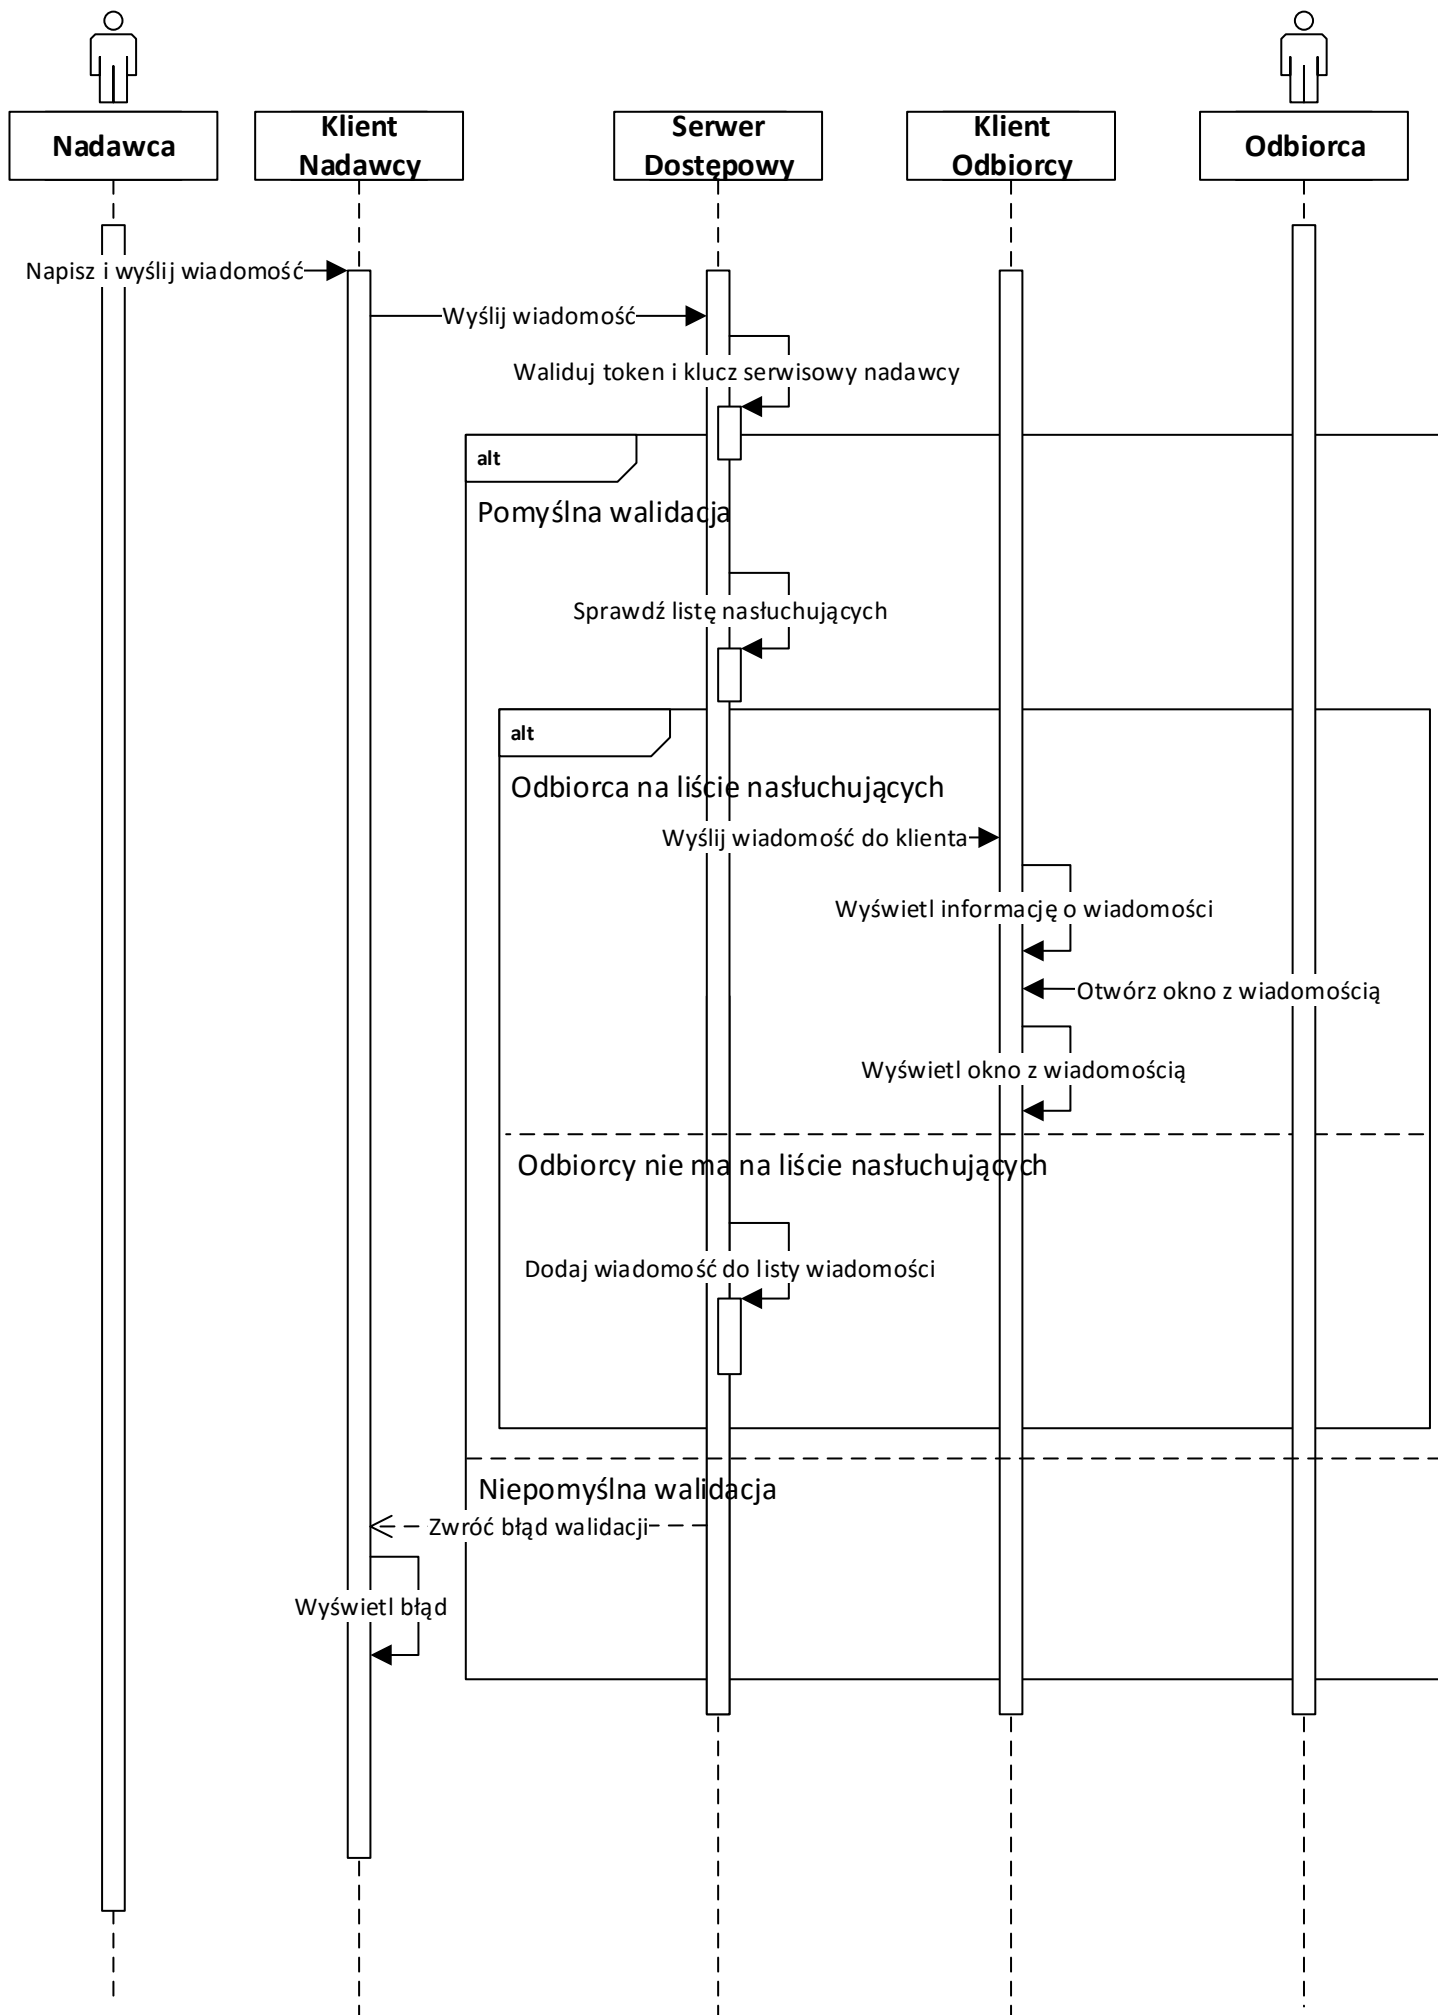 Nadawca
Klient
Nadawcy
Serwer
Dostępowy
Klient
Odbiorcy
Odbiorca
Napisz i wyślij wiadomość
Wyślij wiadomość
Waliduj token i klucz serwisowy nadawcy
alt
Pomyślna walidacja
Sprawdź listę nasłuchujących
alt
Odbiorca na liście nasłuchujących
Wyślij wiadomość do klienta
Wyświetl informację o wiadomości
Otwórz okno z wiadomością
Wyświetl okno z wiadomością
Odbiorcy nie ma na liście nasłuchujących
Dodaj wiadomość do listy wiadomości
Niepomyślna walidacja
Zwróć błąd walidacji
Wyświetl błąd